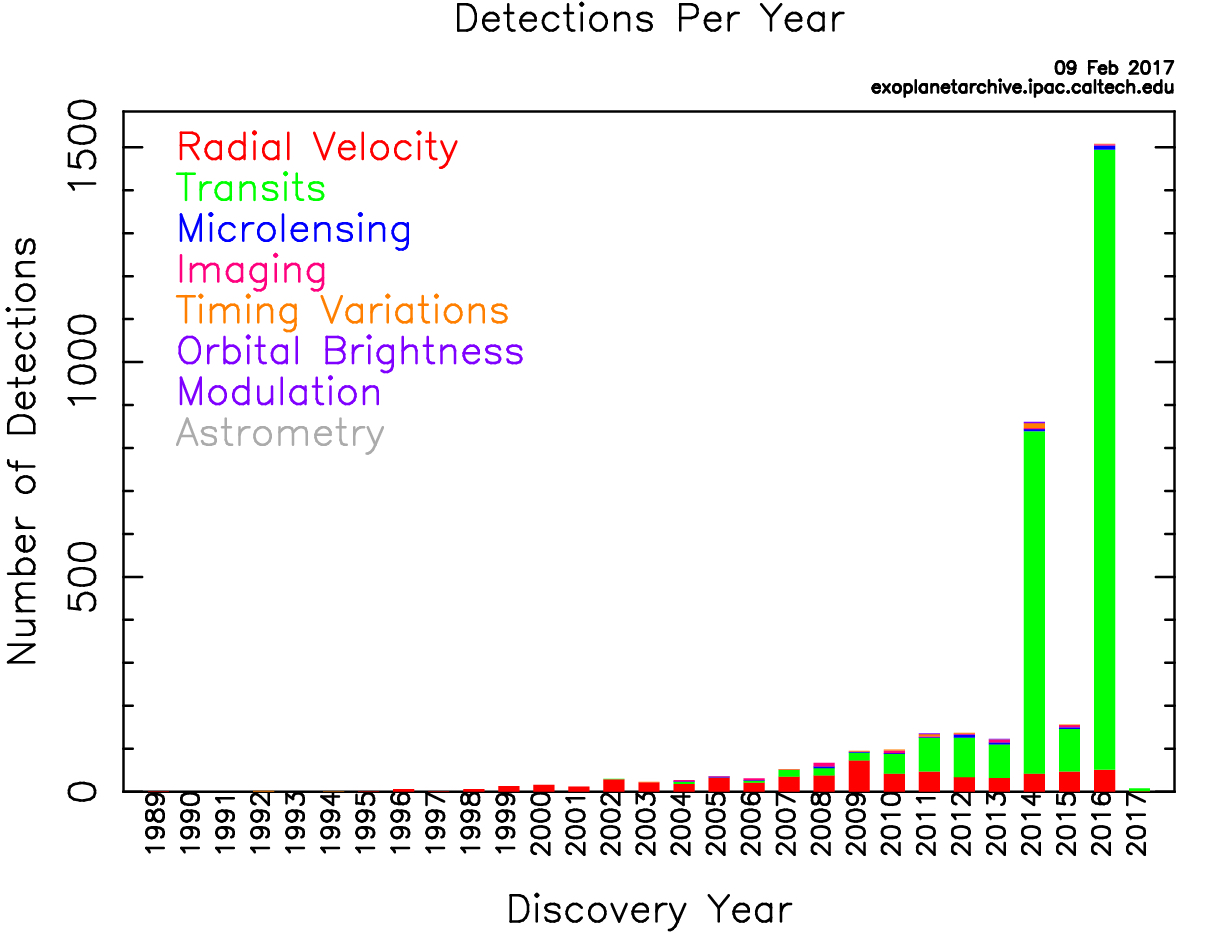 Detections Per Year
09 Feb 2017
exoplanetarchive.ipac.caltech.edu
Number of Detections
1500
1000
500
0
Radial Velocity
Transits
Microlensing
Imaging
Timing Variations
Orbital Brightness
Modulation
Astrometry
1989 1990 1991 1992 1993 1994 1995 1996 1997 1998 1999 2000 2001 2002 2003 2004 2005 2006 2007 2008 2009 2010 2011 2012 2013 2014 2015 2016 2017
Discovery Year